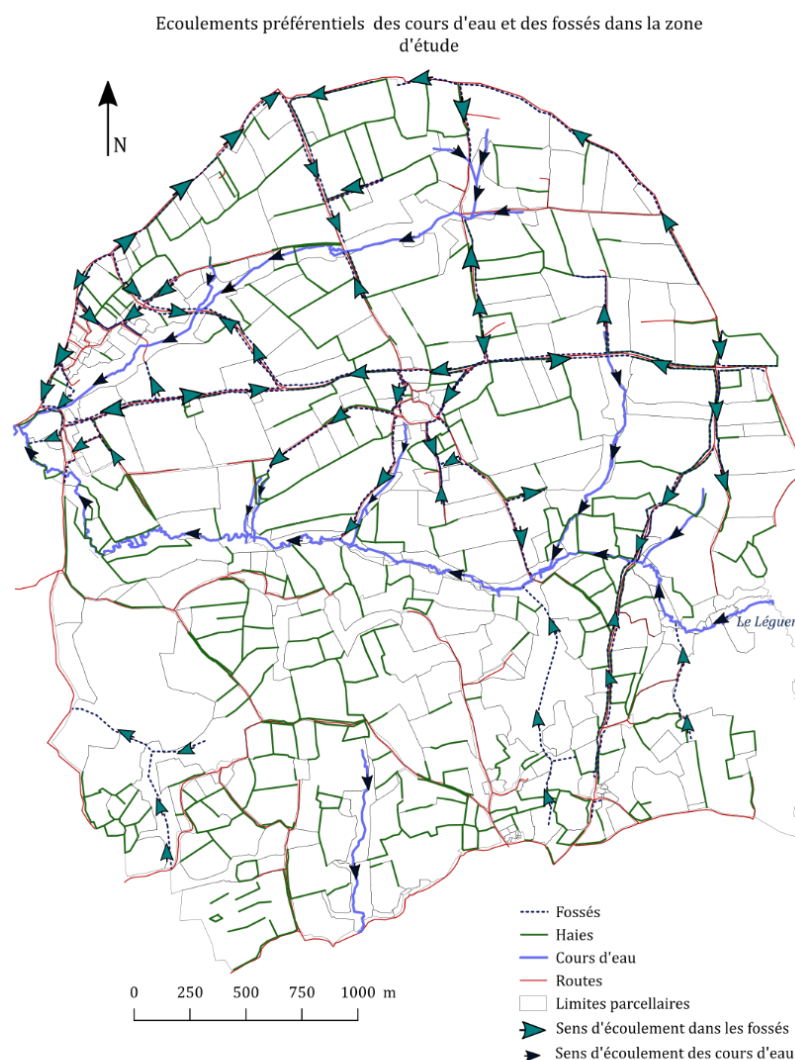 Ecoulements préférentiels des cours d'eau et des fossés dans la zone
d'étude
N
Le Léguer
Fossés
Haies
Cours d'eau
Routes
Limites parcellaires
Sens d'écoulement dans les fossés
Sens d'écoulement des cours d'eau
0 250 500 750 1000 m